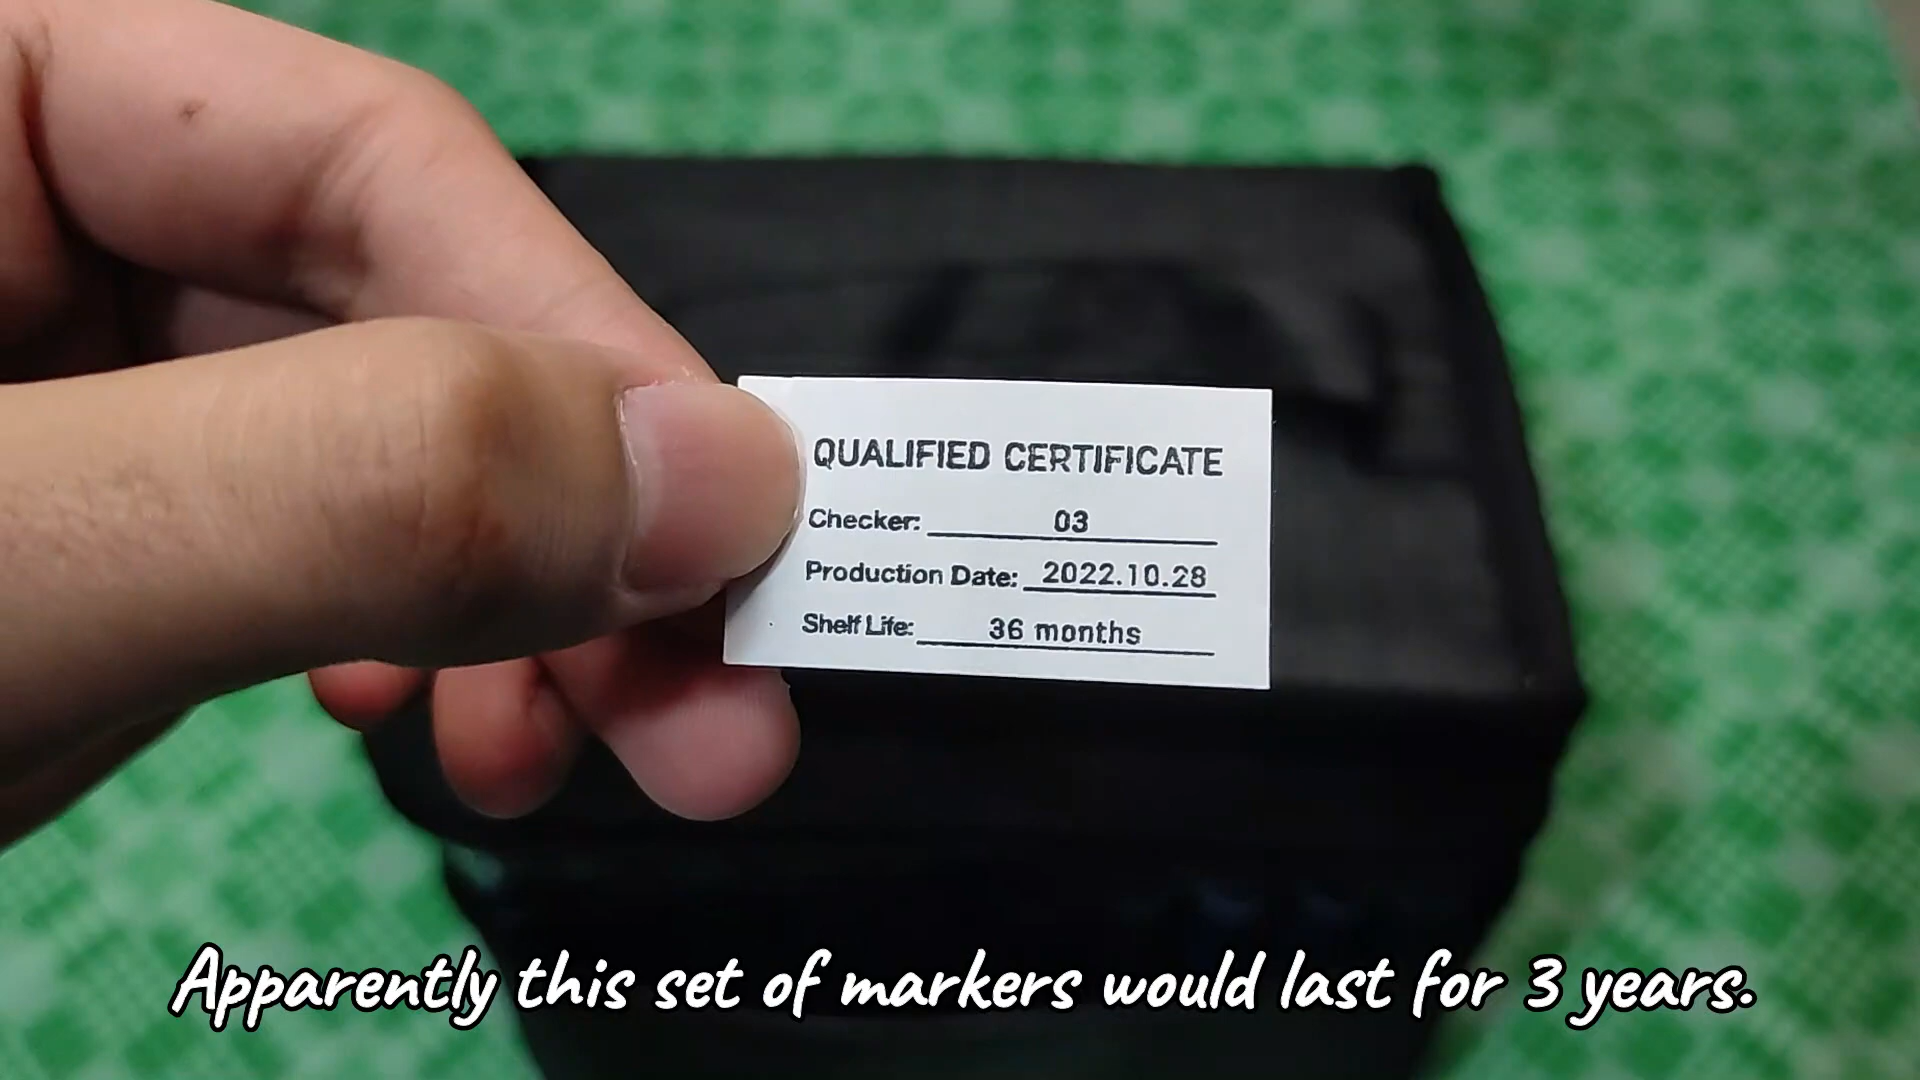 QUALIFIED CERTIFICATE
Checker: 03
Production Date: 2022.10.28
Shelf Life: 36 months
Apparently this set of markers would last for 3 years.